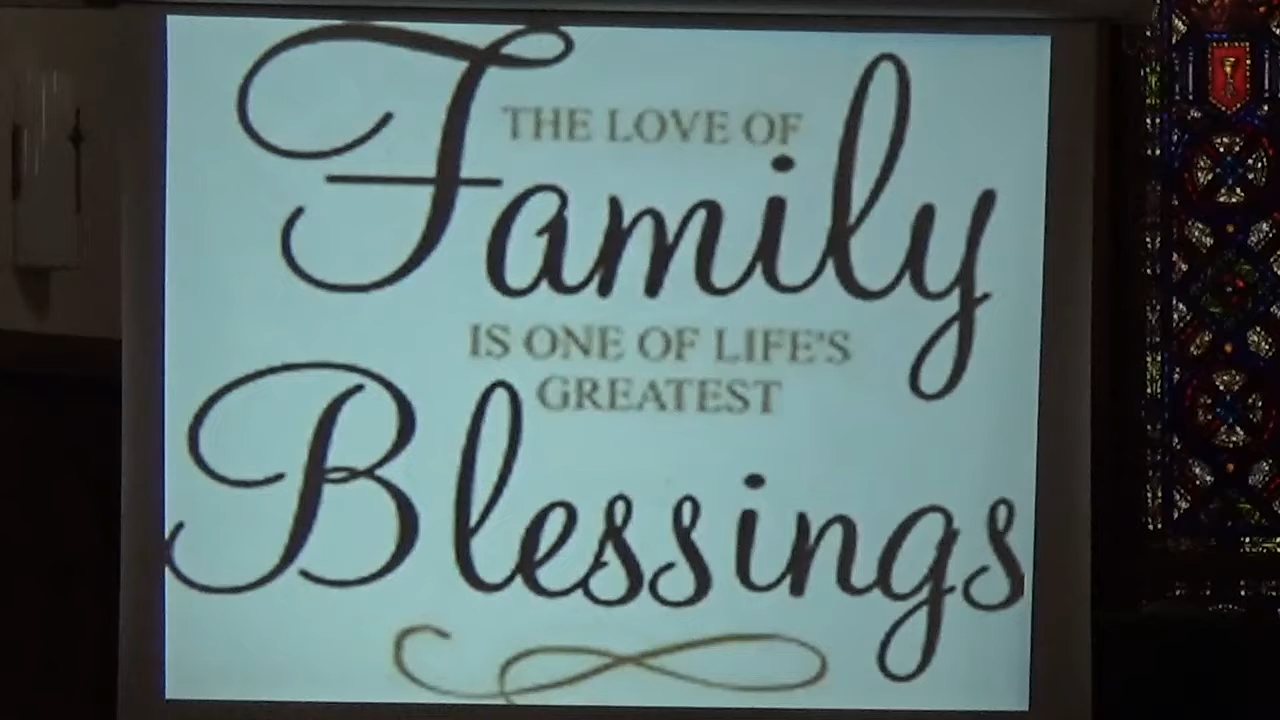 THE LOVE OF
Family
IS ONE OF LIFE'S
GREATEST
Blessings